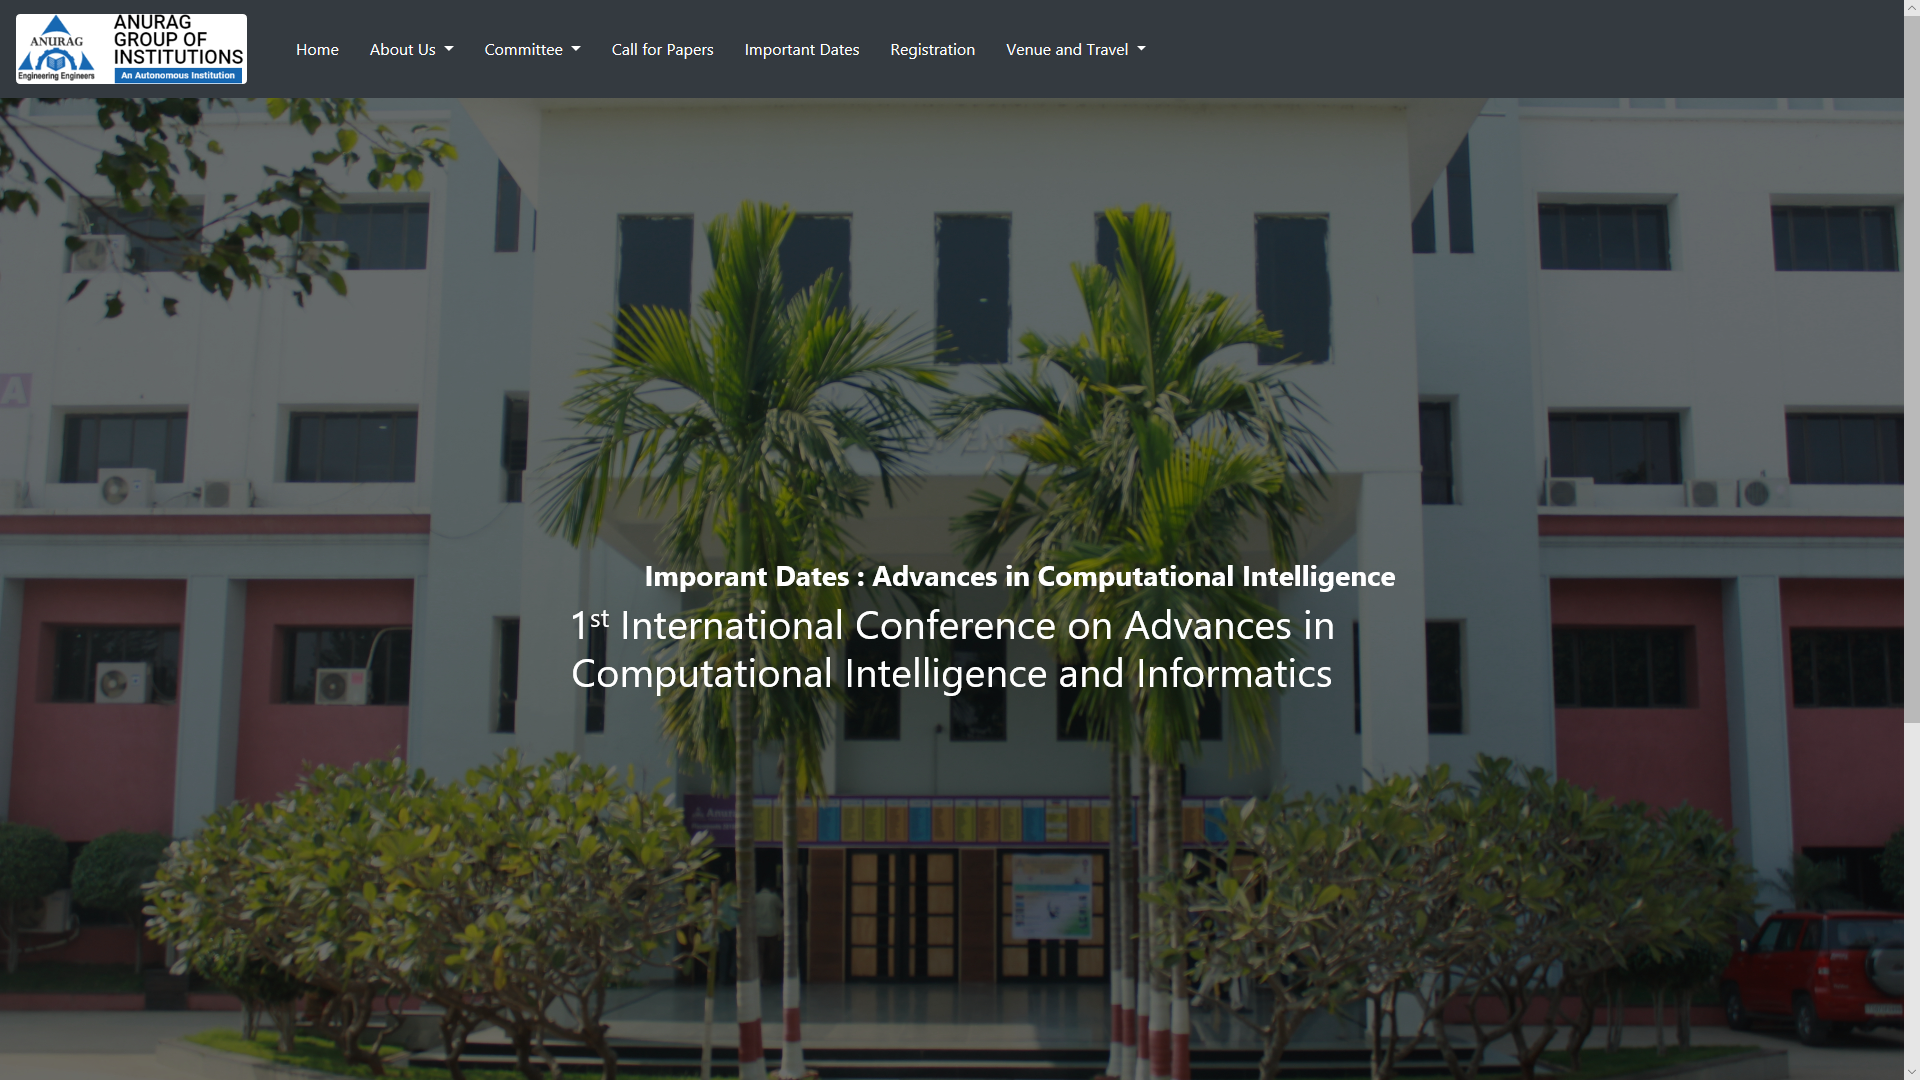 ANURAG
Engineering Engineers
ANURAG
GROUP OF
INSTITUTIONS
An Autonomous Institution
Home
About Us
Committee
Call for Papers
Important Dates
Registration
Venue and Travel
A
Imporant Dates : Advances in Computational Intelligence
1st International Conference on Advances in
Computational Intelligence and Informatics